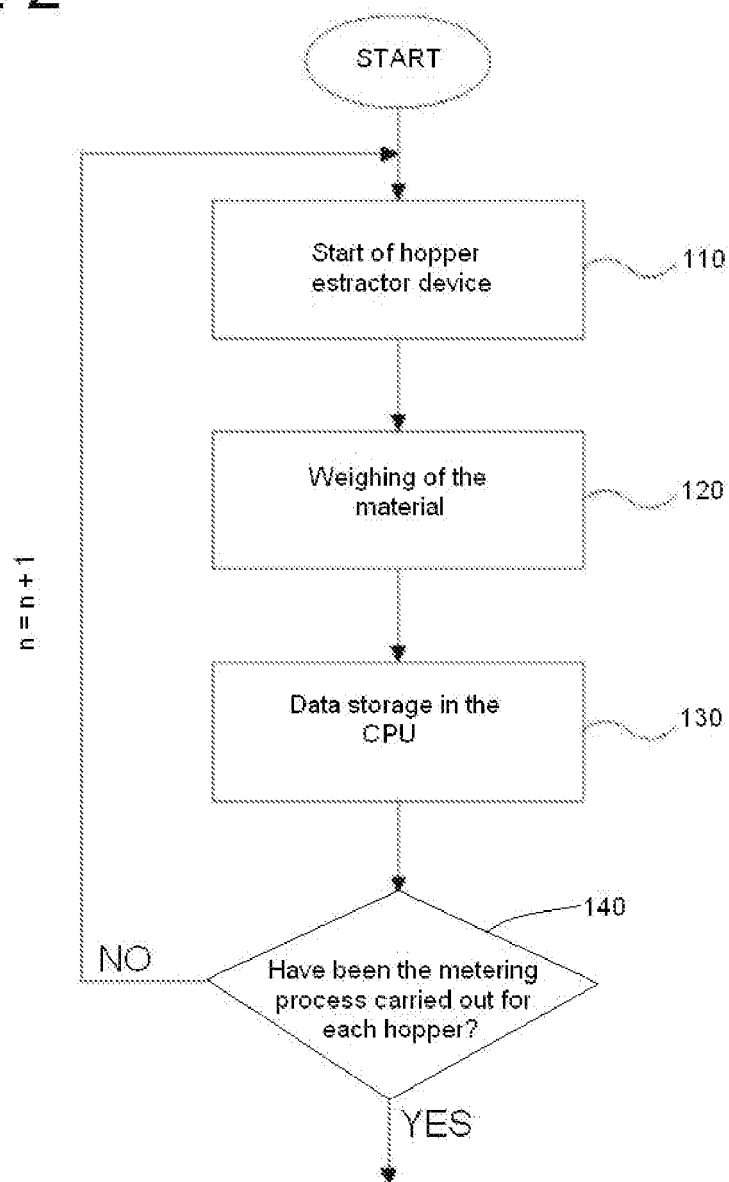 START
Start of hopper
estractor device
110
Weighing of the
material
120
n = n + 1
Data storage in the
CPU
130
140
NO
Have been the metering
process carried out for
each hopper?
YES